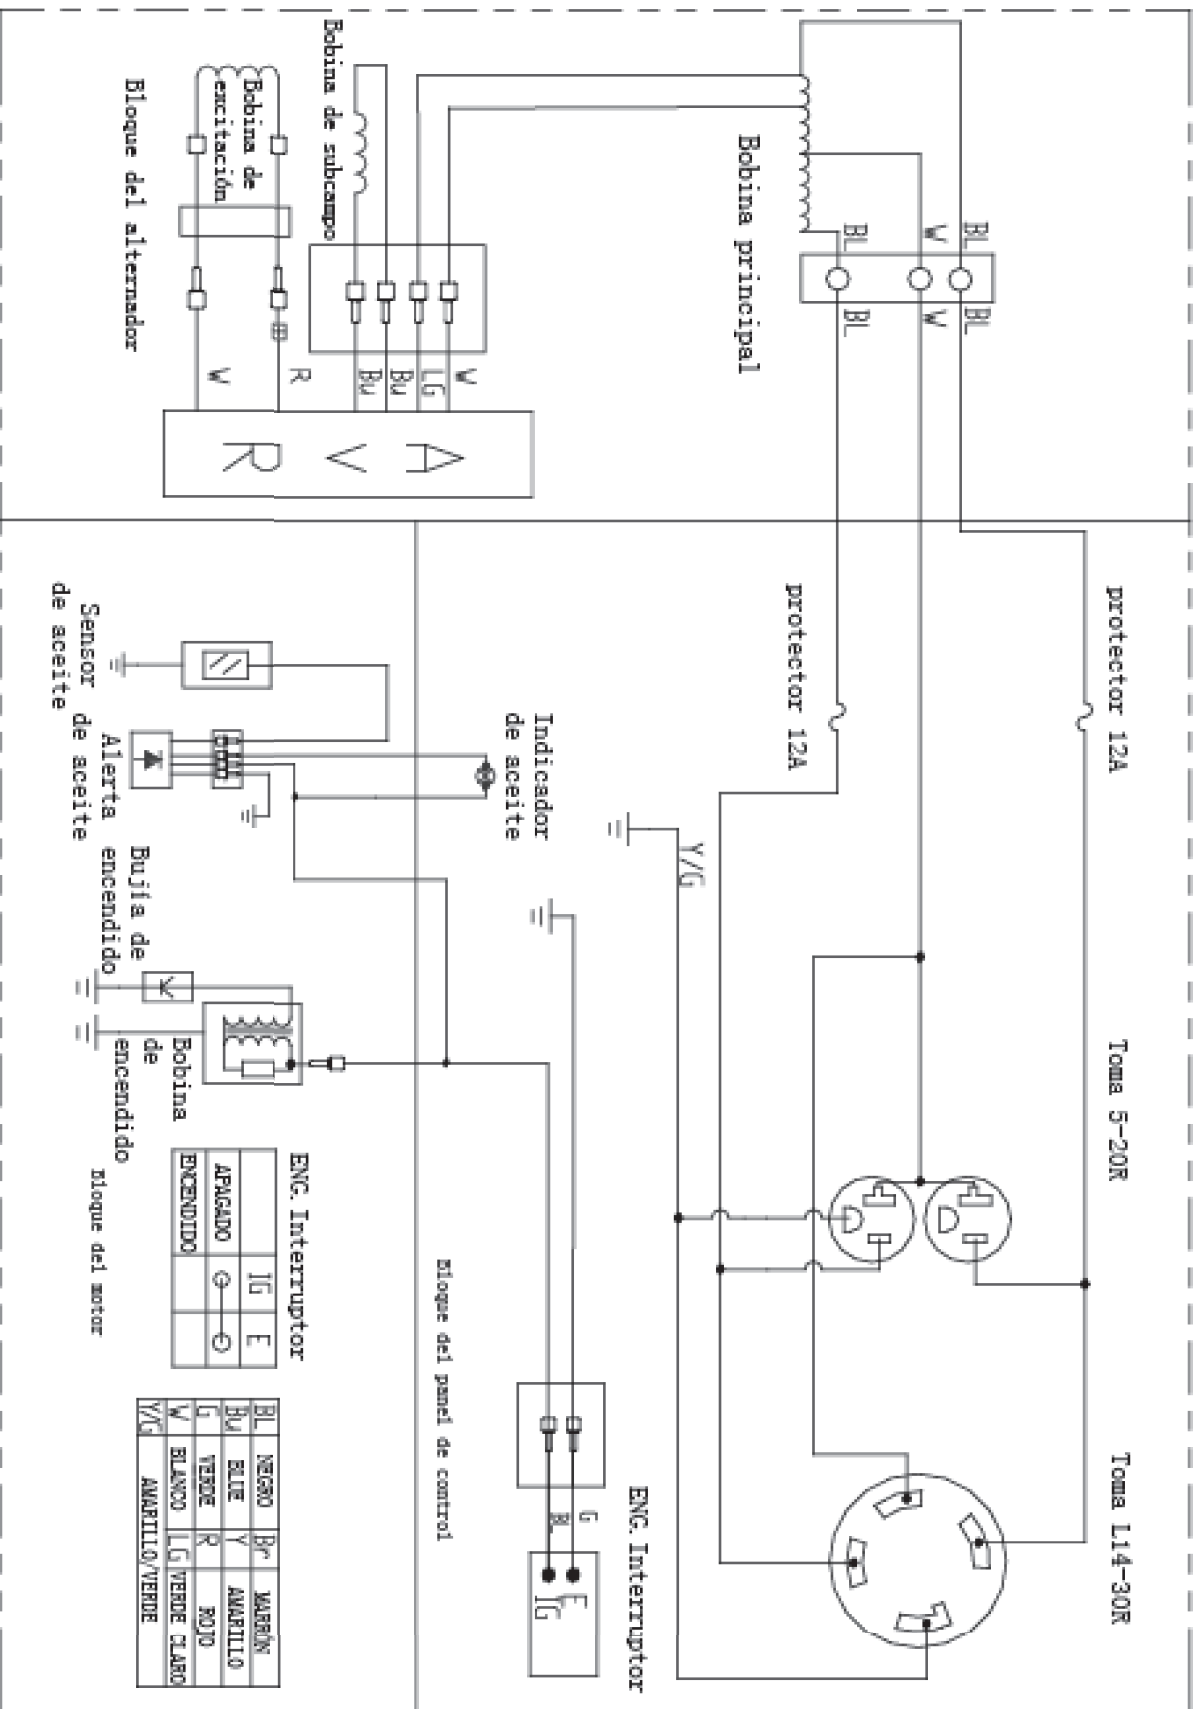 Bloque del alternador
Bobina de
excitación
Bobina de subcampo
Bobina principal
BL
W
BL
BL
W
BL
W
R
Bu
Bu
LG
W
A V R
protector 12A
protector 12A
Toma 5-20R
Toma L14-30R
Y/G
Indicador
de aceite
Sensor
de aceite
Alerta
de aceite
Bujía de
encendido
Bobina
de
encendido
Bloque del motor
Bloque del panel de control
ENG. Interruptor
G
BL
E
IG
ENG. Interruptor
IG E
APAGADO
ENCENDIDO
BL NEGRO Br MARRÓN
Bu BLUE Y AMARILLO
G VERDE R ROJO
W BLANCO LG VERDE CLARO
Y/G AMARILLO/VERDE